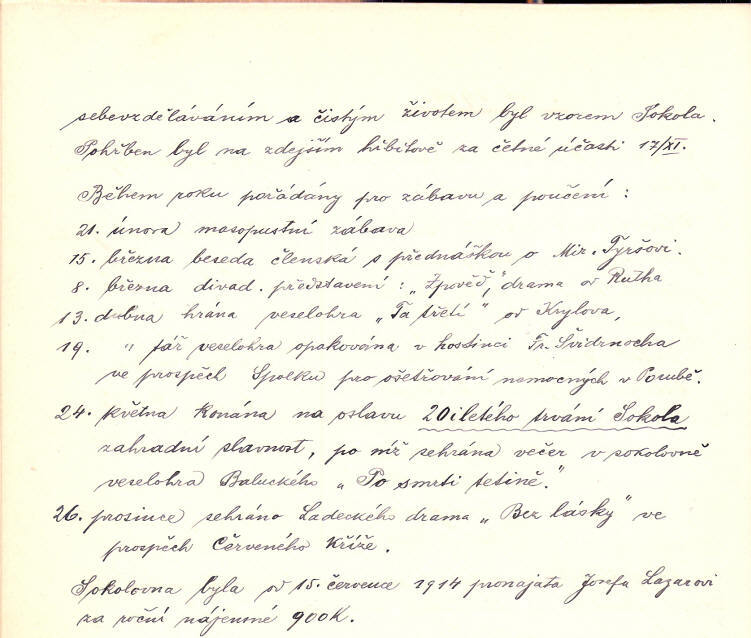 sebevzděláváním a čistým životem byl vzorem Sokola.
Pohřben byl na zdejším hřbitově za četné účasti 17/XI.
Během roku pořádány pro zábavu a poučení :
21. února masopustní zábava
15. března beseda členská s přednáškou o Mir. Tyršovi.
8. března divad. představení : „Zpověď," drama od Rutha
13. dubna hrána veselohra „Ta třetí" od Krylova,
19. " táž veselohra opakována v hostinci Fr. Švidrnocha
ve prospěch Spolku pro ošetřování nemocných v Porubě.
24. května konána na oslavu 20iletého trvání Sokola
zahradní slavnost, po níž sehrána večer v sokolovně
veselohra Baluckého „Po smrti tetině."
26. prosince sehráno Ladeckého drama „Bez lásky" ve
prospěch Červeného Kříže.
Sokolovna byla od 15. července 1914 pronajata Josefu Lazarovi
za roční nájemné 900K.